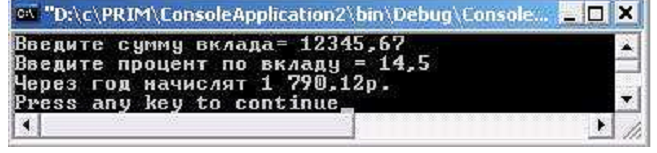 "D:\c\PRIM\ConsoleApplication2\bin\Debug\Console...
Введите сумму вклада= 12345,67
Введите процент по вкладу = 14,5
Через год начислят 1 790,12р.
Press any key to continue